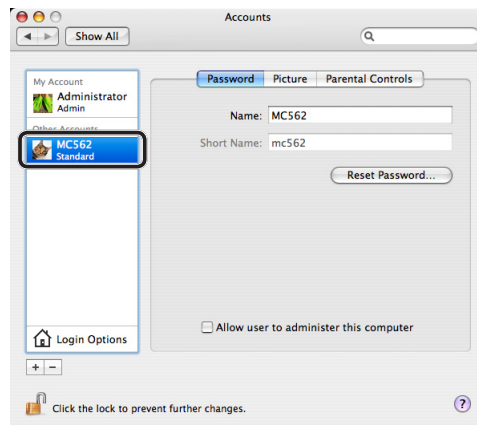 Accounts
Show All
My Account
Administrator
Admin
Other Accounts
MC562
Standard
Login Options
Password Picture Parental Controls
Name: MC562
Short Name: mc562
Reset Password...
Allow user to administer this computer
+ -
Click the lock to prevent further changes.
?